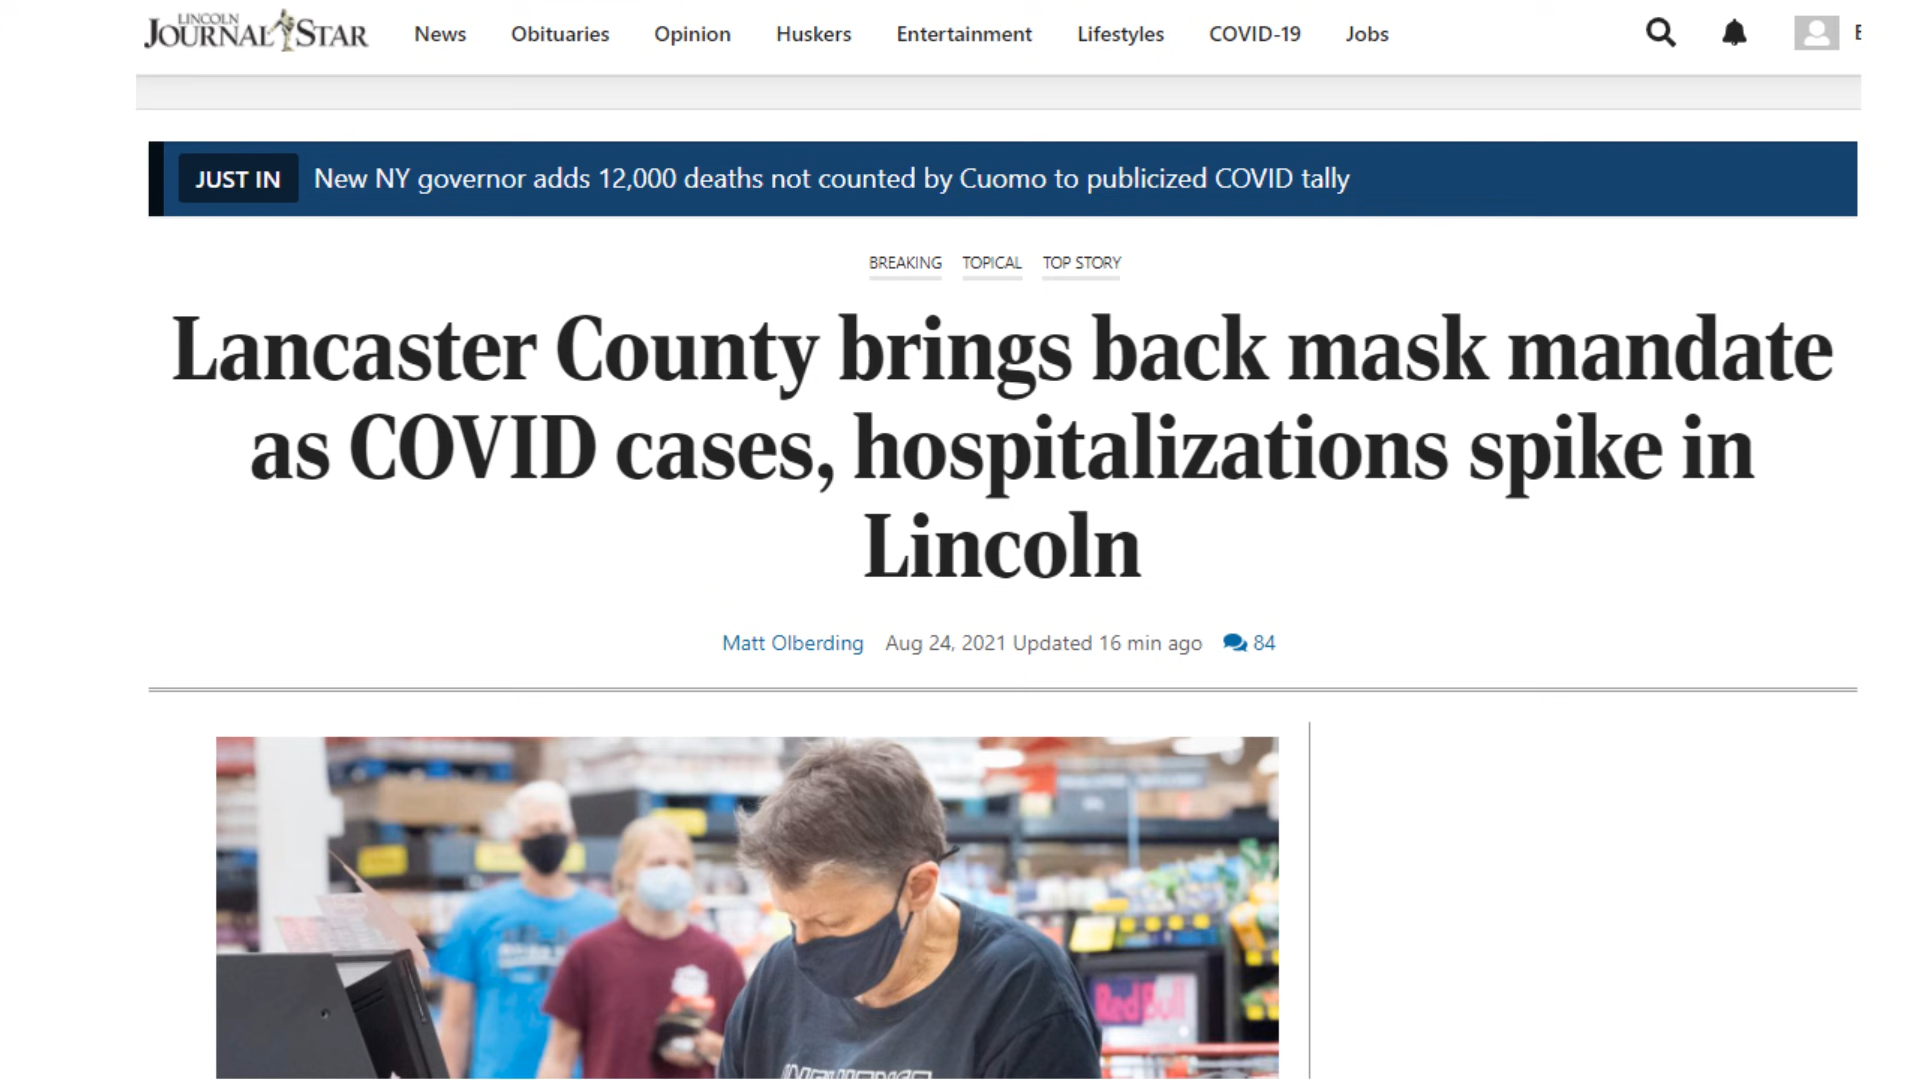 LINCOLN
JOURNAL STAR
News Obituaries Opinion Huskers Entertainment Lifestyles COVID-19 Jobs
JUST IN New NY governor adds 12,000 deaths not counted by Cuomo to publicized COVID tally
BREAKING TOPICAL TOP STORY
Lancaster County brings back mask mandate
as COVID cases, hospitalizations spike in
Lincoln
Matt Olberding Aug 24, 2021 Updated 16 min ago 84
RedBull